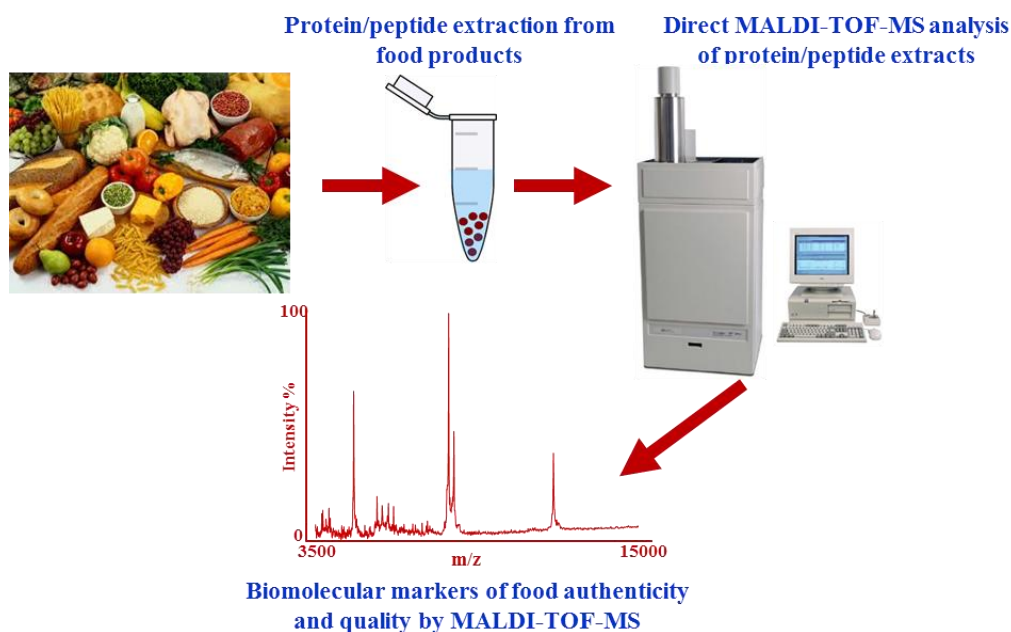 Protein/peptide extraction from
food products
Direct MALDI-TOF-MS analysis
of protein/peptide extracts
100
Intensity %
0
3500
15000
m/z
Biomolecular markers of food authenticity
and quality by MALDI-TOF-MS